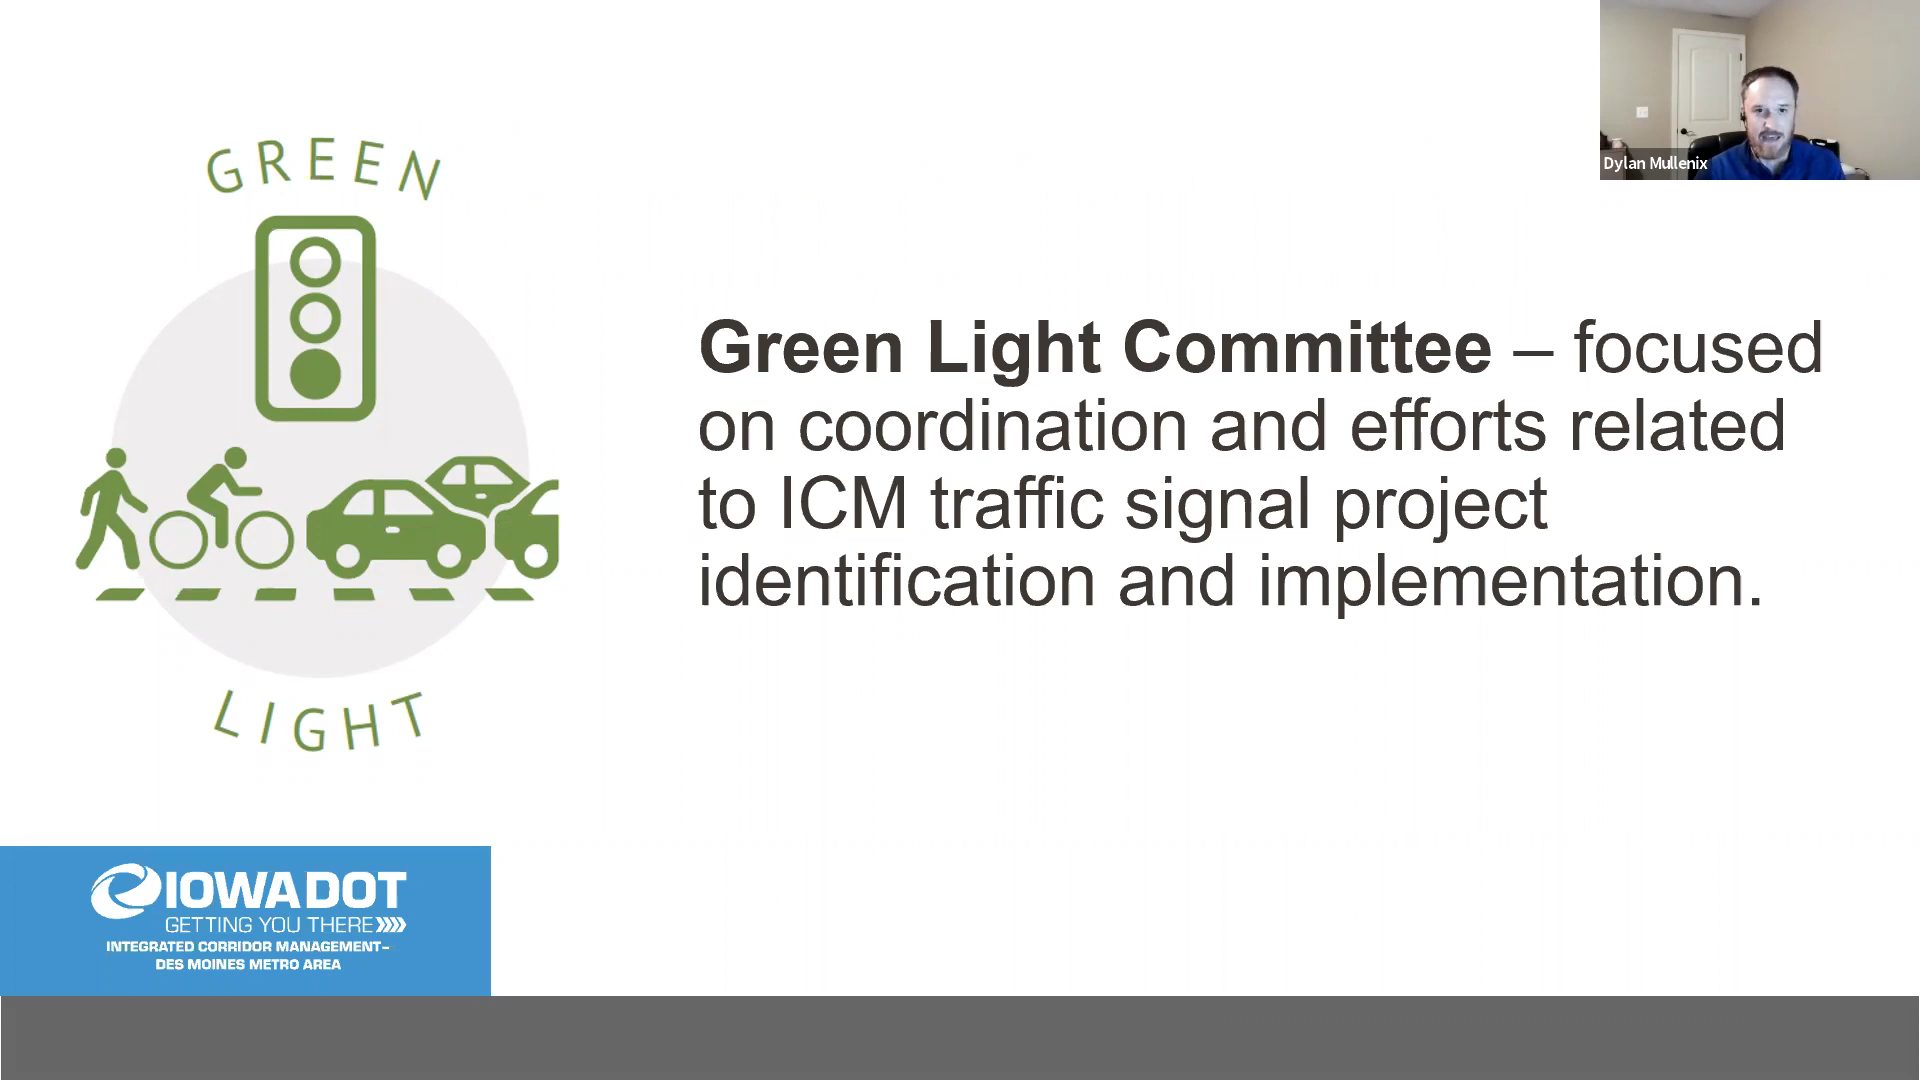 Dylan Mullenix
GREEN
LIGHT
Green Light Committee – focused
on coordination and efforts related
to ICM traffic signal project
identification and implementation.
IOWADOT
GETTING YOU THERE
INTEGRATED CORRIDOR MANAGEMENT–
DES MOINES METRO AREA